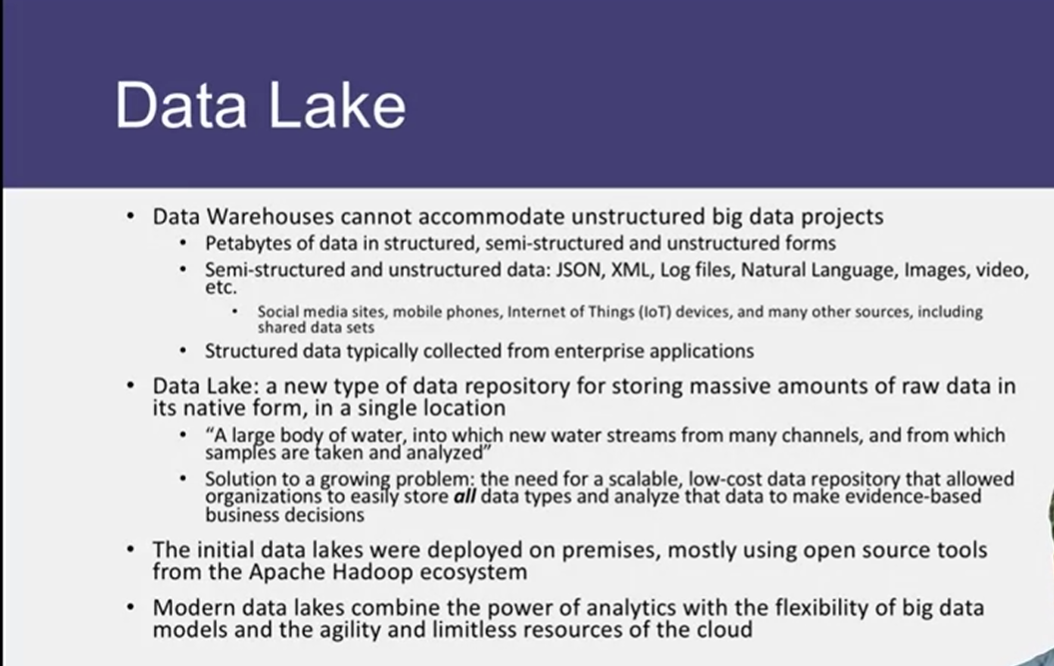 Data Lake
• Data Warehouses cannot accommodate unstructured big data projects
• Petabytes of data in structured, semi-structured and unstructured forms
• Semi-structured and unstructured data: JSON, XML, Log files, Natural Language, Images, video,
etc.
• Social media sites, mobile phones, Internet of Things (IoT) devices, and many other sources, including
shared data sets
• Structured data typically collected from enterprise applications
• Data Lake: a new type of data repository for storing massive amounts of raw data in
its native form, in a single location
• “A large body of water, into which new water streams from many channels, and from which
samples are taken and analyzed”
• Solution to a growing problem: the need for a scalable, low-cost data repository that allowed
organizations to easily store all data types and analyze that data to make evidence-based
business decisions
• The initial data lakes were deployed on premises, mostly using open source tools
from the Apache Hadoop ecosystem
• Modern data lakes combine the power of analytics with the flexibility of big data
models and the agility and limitless resources of the cloud